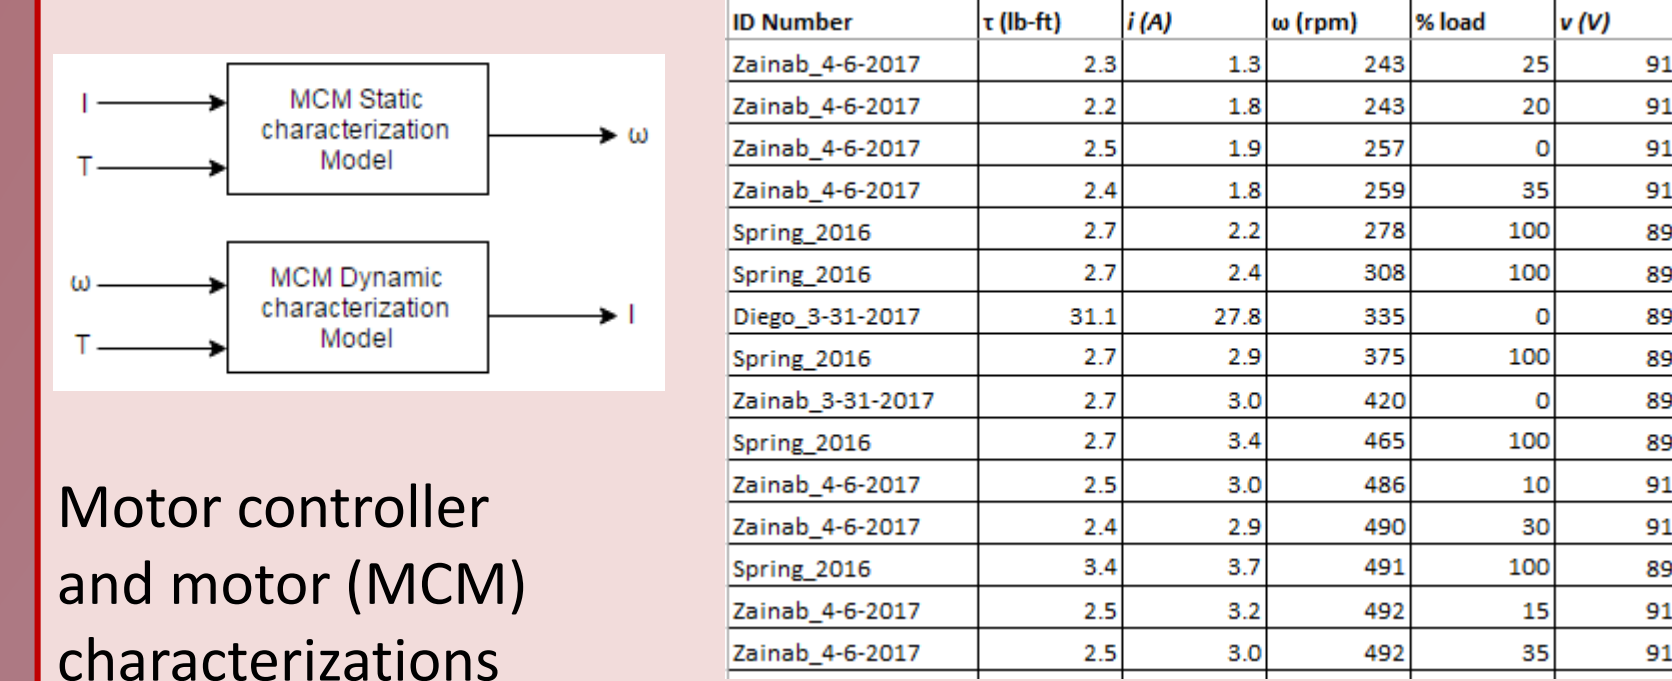 I
T
MCM Static
characterization
Model
ω
ω
T
MCM Dynamic
characterization
Model
I
Motor controller
and motor (MCM)
characterizations
ID Number τ (lb-ft) i (A) ω (rpm) % load v (V)
Zainab_4-6-2017 2.3 1.3 243 25 91
Zainab_4-6-2017 2.2 1.8 243 20 91
Zainab_4-6-2017 2.5 1.9 257 0 91
Zainab_4-6-2017 2.4 1.8 259 35 91
Spring_2016 2.7 2.2 278 100 89
Spring_2016 2.7 2.4 308 100 89
Diego_3-31-2017 31.1 27.8 335 0 89
Spring_2016 2.7 2.9 375 100 89
Zainab_3-31-2017 2.7 3.0 420 0 89
Spring_2016 2.7 3.4 465 100 89
Zainab_4-6-2017 2.5 3.0 486 10 91
Zainab_4-6-2017 2.4 2.9 490 30 91
Spring_2016 3.4 3.7 491 100 89
Zainab_4-6-2017 2.5 3.2 492 15 91
Zainab_4-6-2017 2.5 3.0 492 35 91